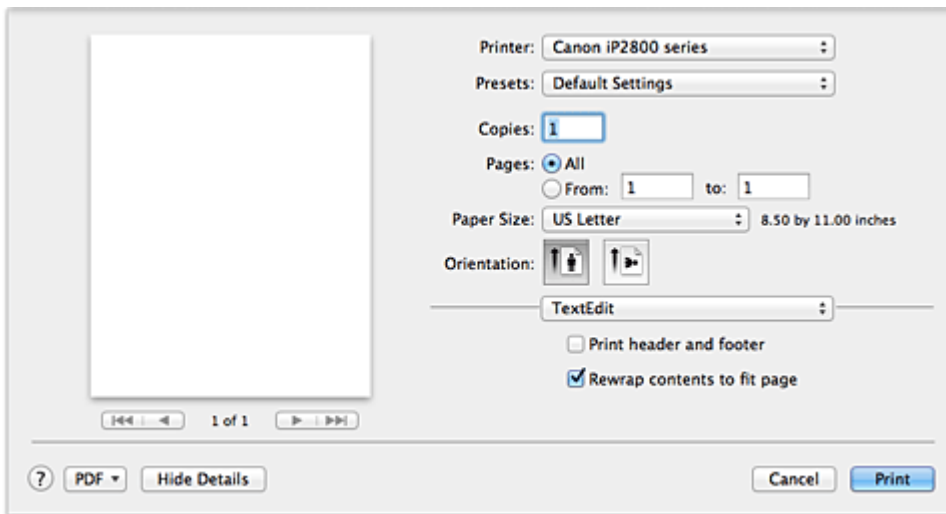 Printer: Canon iP2800 series
Presets: Default Settings
Copies: 1
Pages: All
From: 1 to: 1
Paper Size: US Letter 8.50 by 11.00 inches
Orientation:
TextEdit
Print header and footer
Rewrap contents to fit page
1 of 1
? PDF Hide Details Cancel Print